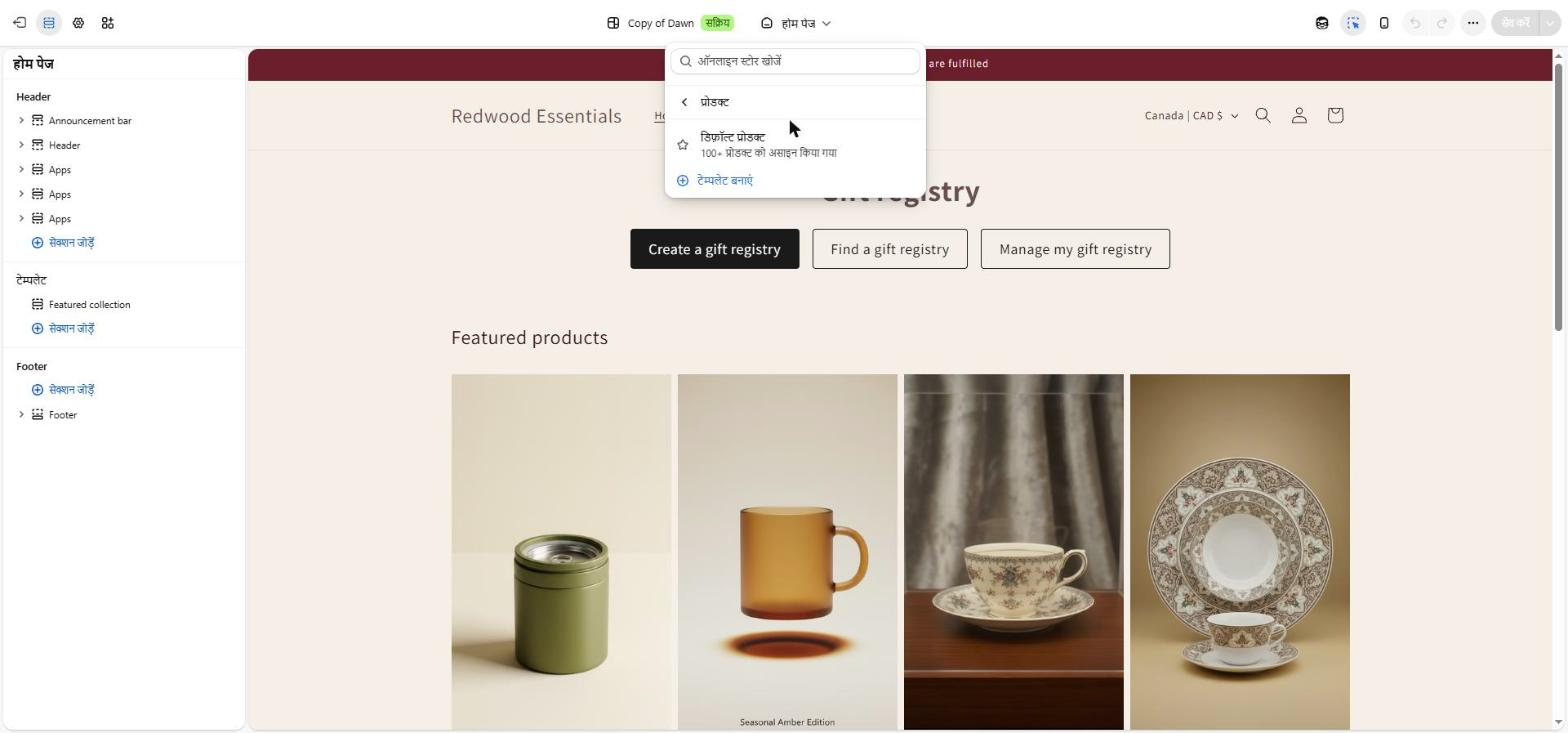 Copy of Dawn
सक्रिय
होम पेज
सेव करें
होम पेज
Header
Announcement bar
Header
Apps
Apps
Apps
सेक्शन जोड़ें
टेम्पलेट
Featured collection
सेक्शन जोड़ें
Footer
सेक्शन जोड़ें
Footer
ऑनलाइन स्टोर खोजें
प्रोडक्ट
डिफ़ॉल्ट प्रोडक्ट
100+ प्रोडक्ट को असाइन किया गया
टेम्पलेट बनाएं
are fulfilled
Redwood Essentials
Canada | CAD $
Gift registry
Create a gift registry
Find a gift registry
Manage my gift registry
Featured products
Seasonal Amber Edition